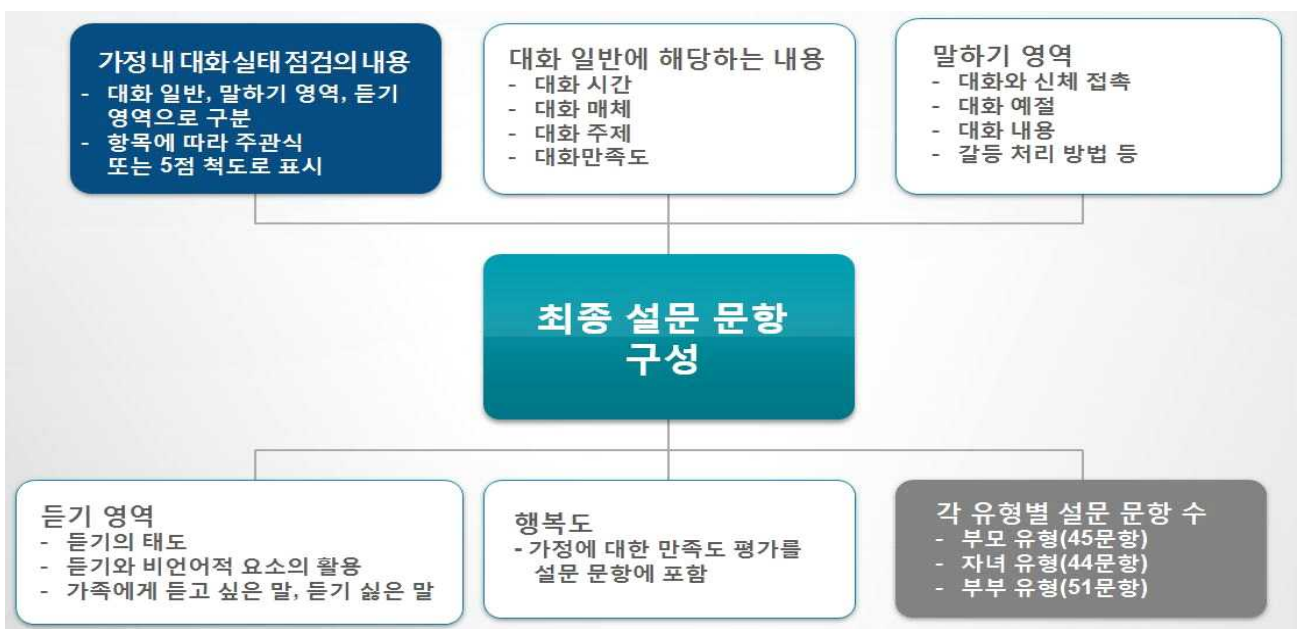 가정 내 대화 실태 점검의 내용
- 대화 일반, 말하기 영역, 듣기
영역으로 구분
- 항목에 따라 주관식
또는 5점 척도로 표시
대화 일반에 해당하는 내용
- 대화 시간
- 대화 매체
- 대화 주제
- 대화만족도
말하기 영역
- 대화와 신체 접촉
- 대화 예절
- 대화 내용
- 갈등 처리 방법 등
최종 설문 문항
구성
듣기 영역
- 듣기의 태도
- 듣기와 비언어적 요소의 활용
- 가족에게 듣고 싶은 말, 듣기 싫은 말
행복도
- 가정에 대한 만족도 평가를
설문 문항에 포함
각 유형별 설문 문항 수
- 부모 유형(45문항)
- 자녀 유형(44문항)
- 부부 유형(51문항)